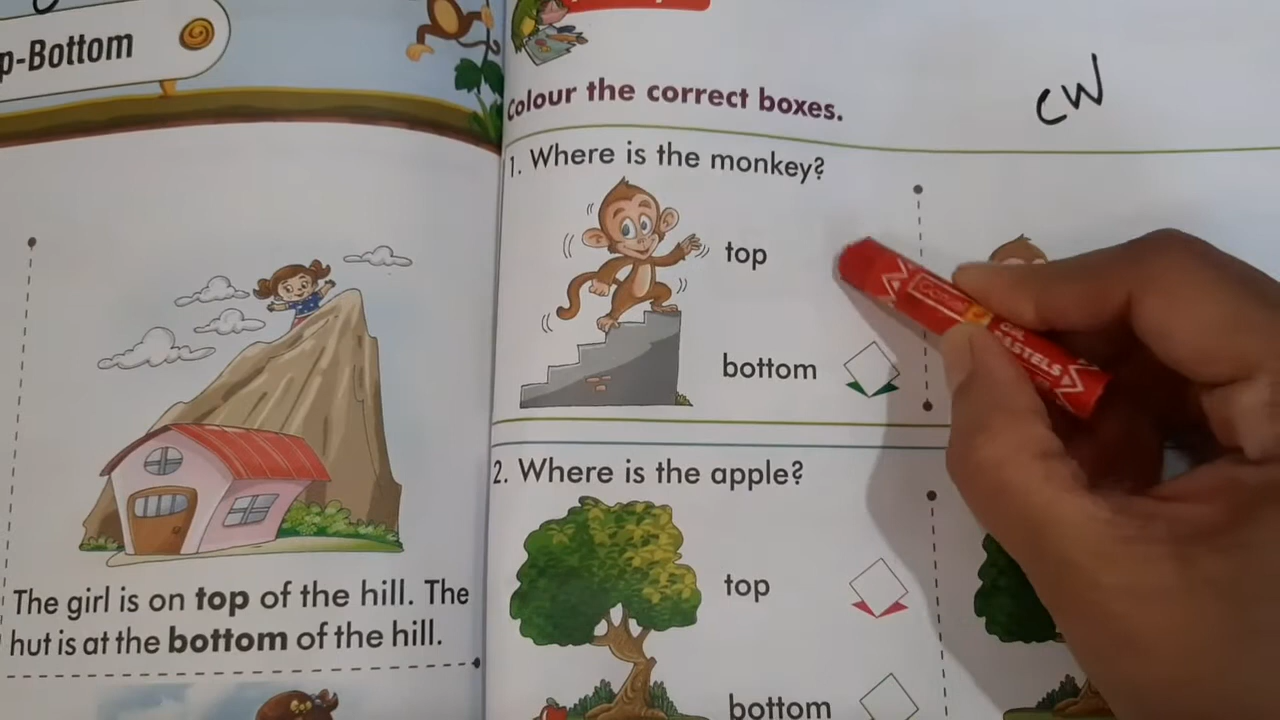 p-Bottom
The girl is on top of the hill. The
hut is at the bottom of the hill.
Colour the correct boxes.
CW
1. Where is the monkey?
top
bottom
2. Where is the apple?
top
bottom
PASTELS